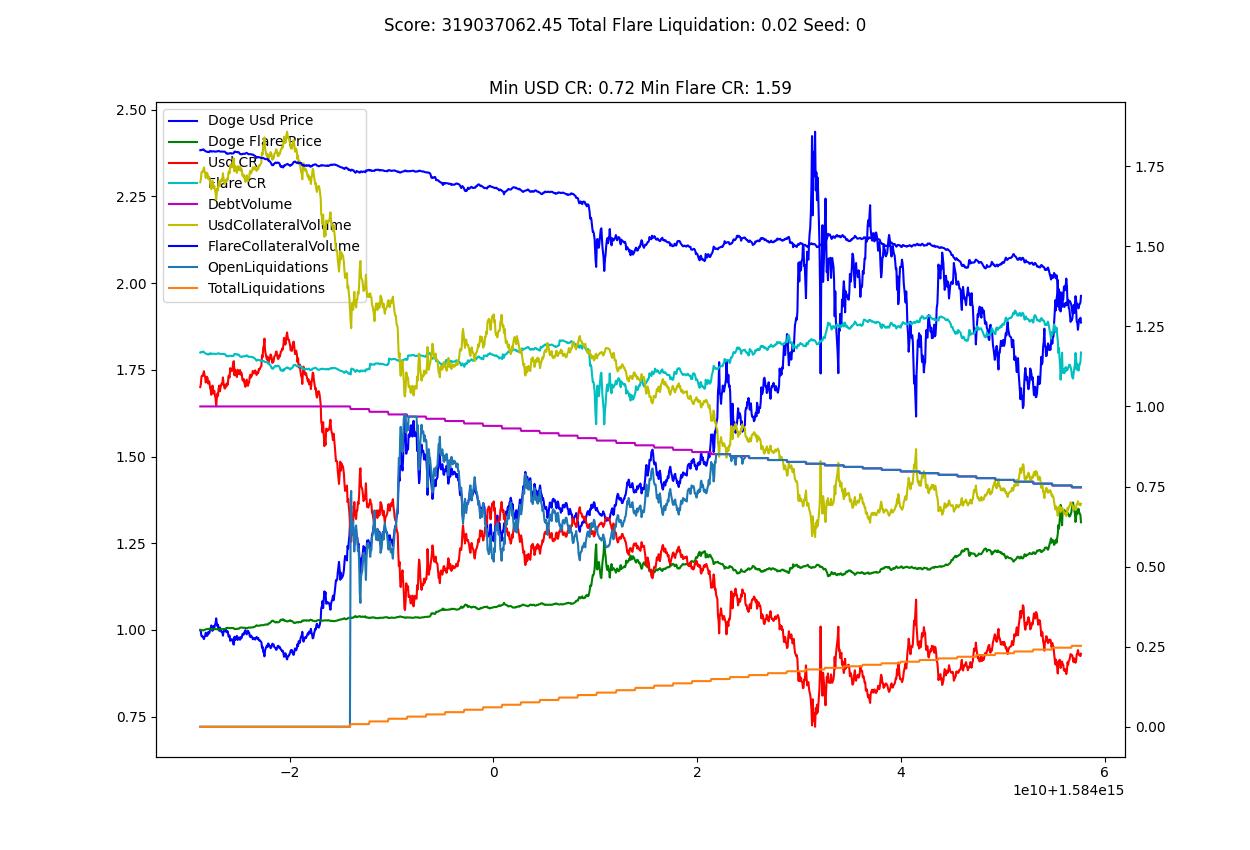 Score: 319037062.45 Total Flare Liquidation: 0.02 Seed: 0
Min USD CR: 0.72 Min Flare CR: 1.59
Doge Usd Price
Doge Flare Price
Usd CR
Flare CR
DebtVolume
UsdCollateralVolume
FlareCollateralVolume
OpenLiquidations
TotalLiquidations
2.50
2.25
2.00
1.75
1.50
1.25
1.00
0.75
1.75
1.50
1.25
1.00
0.75
0.50
0.25
0.00
−2
0
2
4
6
1e10+1.584e15